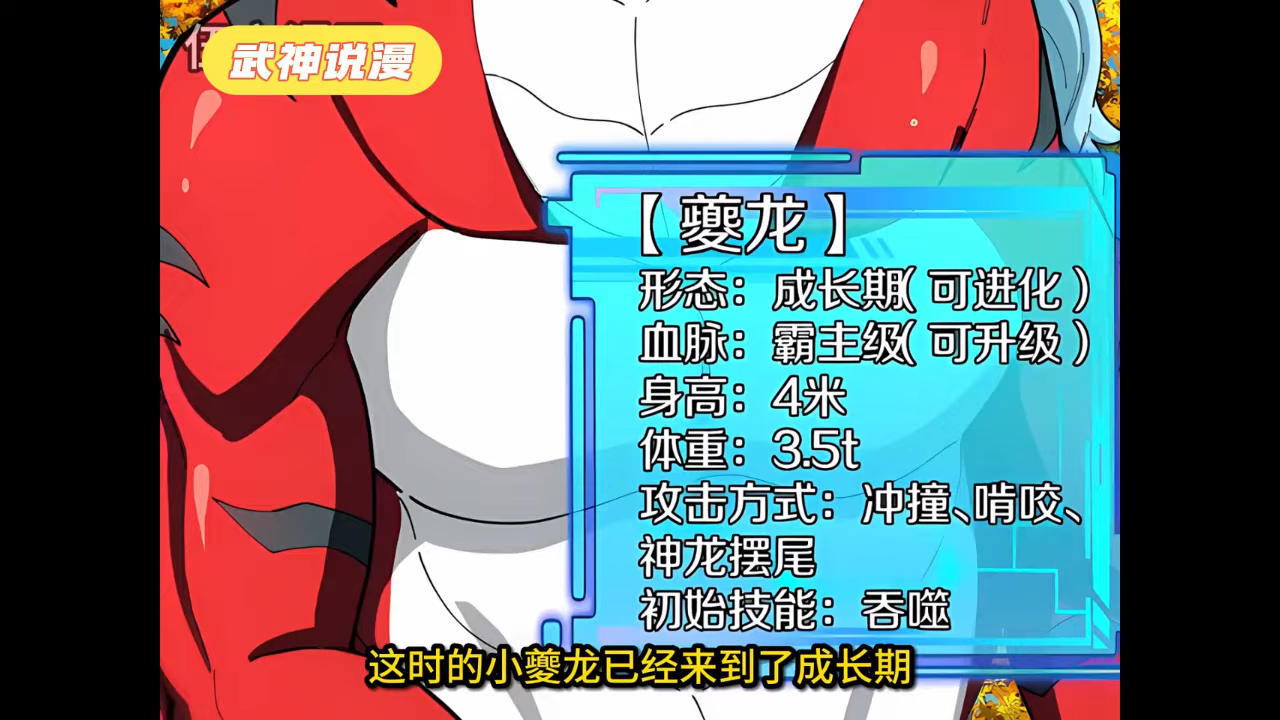 武神说漫
【夔龙】
形态：成长期（可进化）
血脉：霸主级（可升级）
身高：4米
体重：3.5t
攻击方式：冲撞、啃咬、
神龙摆尾
初始技能：吞噬
这时的小夔龙已经来到了成长期